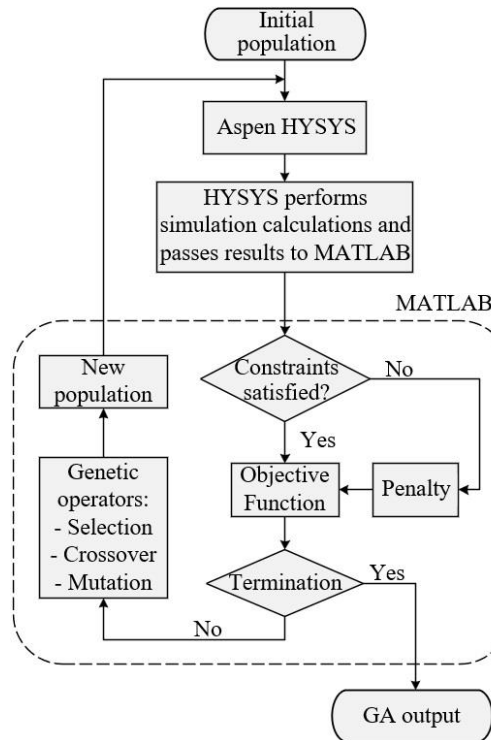 Initial
population
Aspen HYSYS
HYSYS performs
simulation calculations and
passes results to MATLAB
MATLAB
Constraints
satisfied?
No
Yes
New
population
Genetic
operators:
- Selection
- Crossover
- Mutation
Objective
Function
Penalty
Termination
Yes
No
GA output